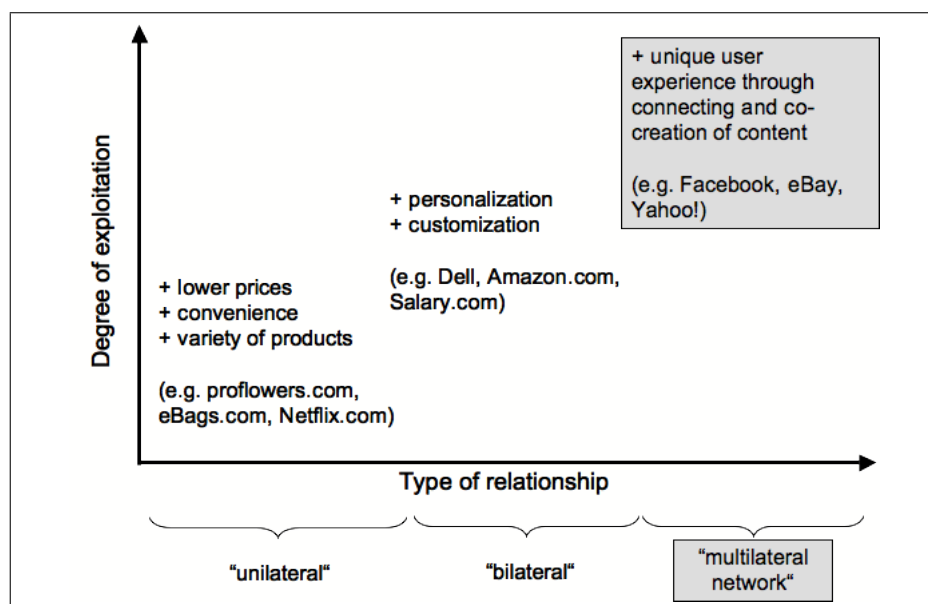 + unique user
experience through
connecting and co-
creation of content
(e.g. Facebook, eBay,
Yahoo!)
+ personalization
+ customization
(e.g. Dell, Amazon.com,
Salary.com)
+ lower prices
+ convenience
+ variety of products
(e.g. proflowers.com,
eBags.com, Netflix.com)
Degree of exploitation
Type of relationship
“unilateral“
“bilateral“
“multilateral
network“